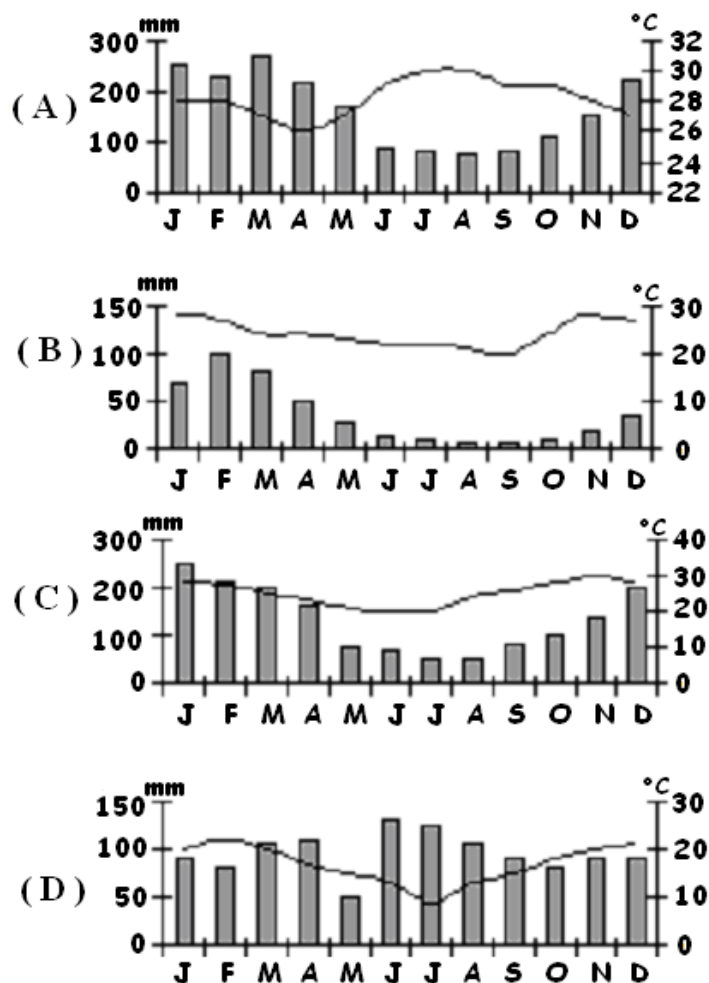 mm °C
300 32
30
( A ) 200 28
100 26
24
0 22
J F M A M J J A S O N D
mm °C
150 30
( B ) 100 20
50 10
0 0
J F M A M J J A S O N D
mm °C
300 40
( C ) 200 30
20
100 10
0 0
J F M A M J J A S O N D
mm °C
150 30
100 20
( D ) 50 10
0 0
J F M A M J J A S O N D